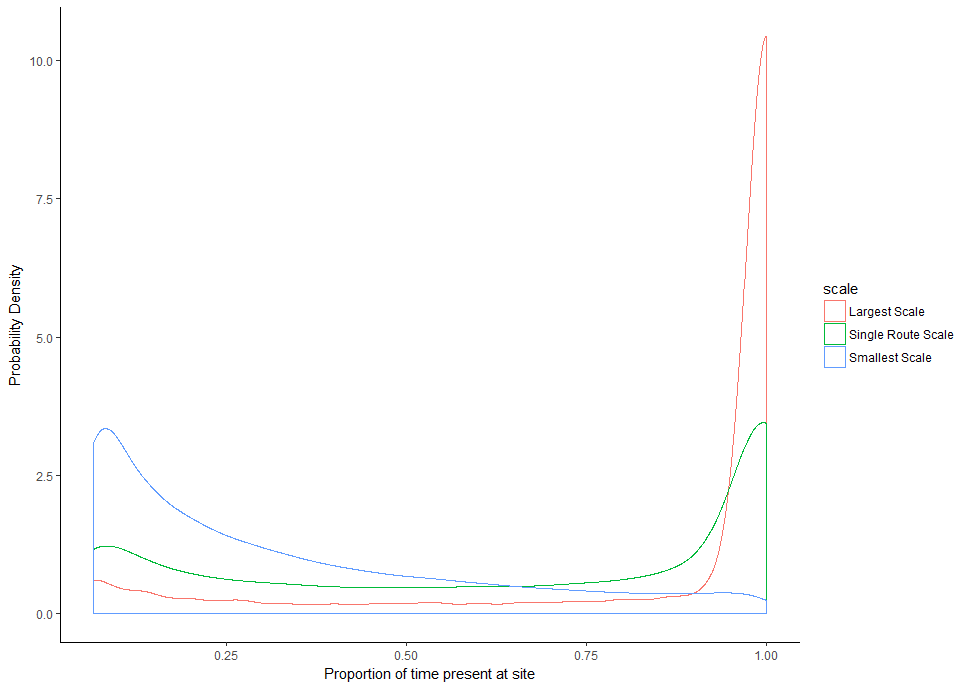 10.0
7.5
5.0
2.5
0.0
Probability Density
0.25 0.50 0.75 1.00
Proportion of time present at site
scale
Largest Scale
Single Route Scale
Smallest Scale